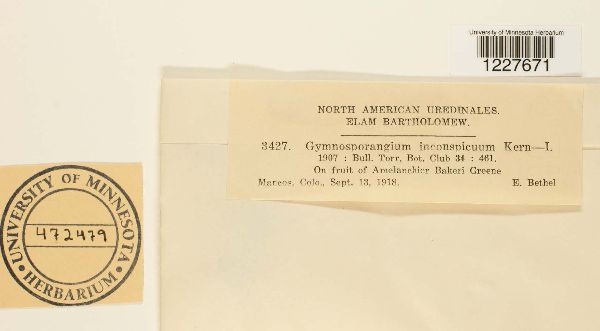 University of Minnesota Herbarium
1227671
NORTH AMERICAN UREDINALES.
ELAM BARTHOLOMEW.
3427. Gymnosporangium inconspicuum Kern—I.
1907 : Bull. Torr. Bot. Club 34 : 461.
On fruit of Amelanchier Bakeri Greene
Mancos, Colo., Sept. 13, 1918. E. Bethel
UNIVERSITY OF MINNESOTA
472479
HERBARIUM